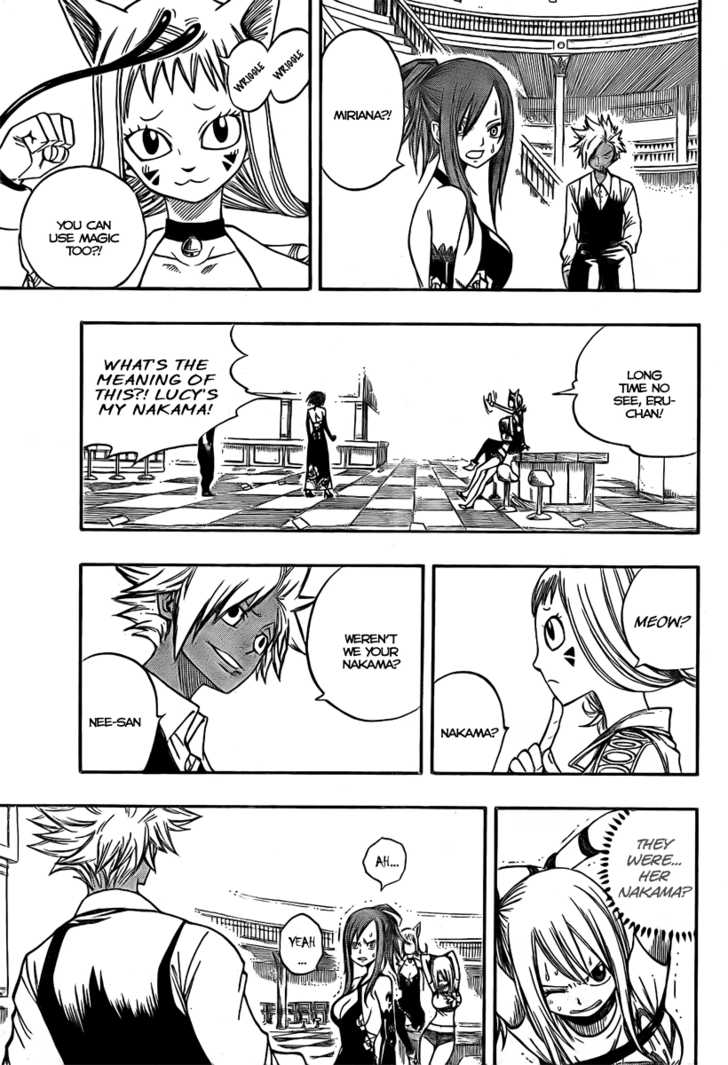 MIRIANA?!
WRIGGLE
WRIGGLE
YOU CAN
USE MAGIC
TOO?!
LONG
TIME NO
SEE, ERU-
CHAN!
WHAT'S THE
MEANING OF
THIS?! LUCY'S
MY NAKAMA!
MEOW?
NAKAMA?
WEREN'T
WE YOUR
NAKAMA?
NEE-SAN
THEY
WERE...
HER
NAKAMA?
AH...
YEAH
...